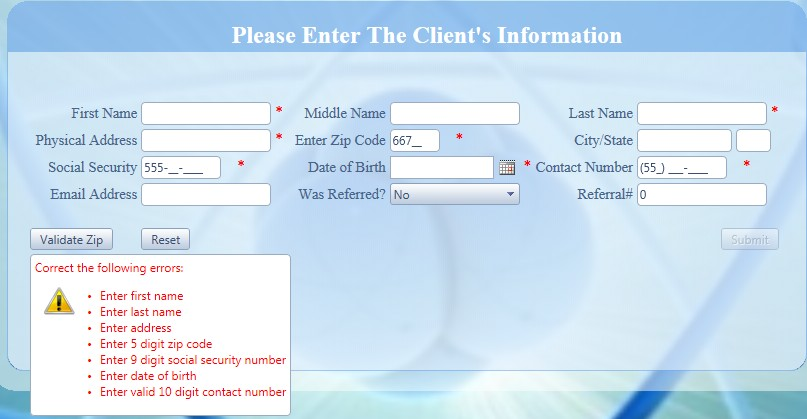 Please Enter The Client's Information
First Name * Middle Name Last Name *
Physical Address * Enter Zip Code 667__ * City/State
Social Security 555-__-____ * Date of Birth * Contact Number (55_) ___-____ *
Email Address Was Referred? No Referral# 0
Validate Zip Reset Submit
Correct the following errors:
• Enter first name
• Enter last name
• Enter address
• Enter 5 digit zip code
• Enter 9 digit social security number
• Enter date of birth
• Enter valid 10 digit contact number